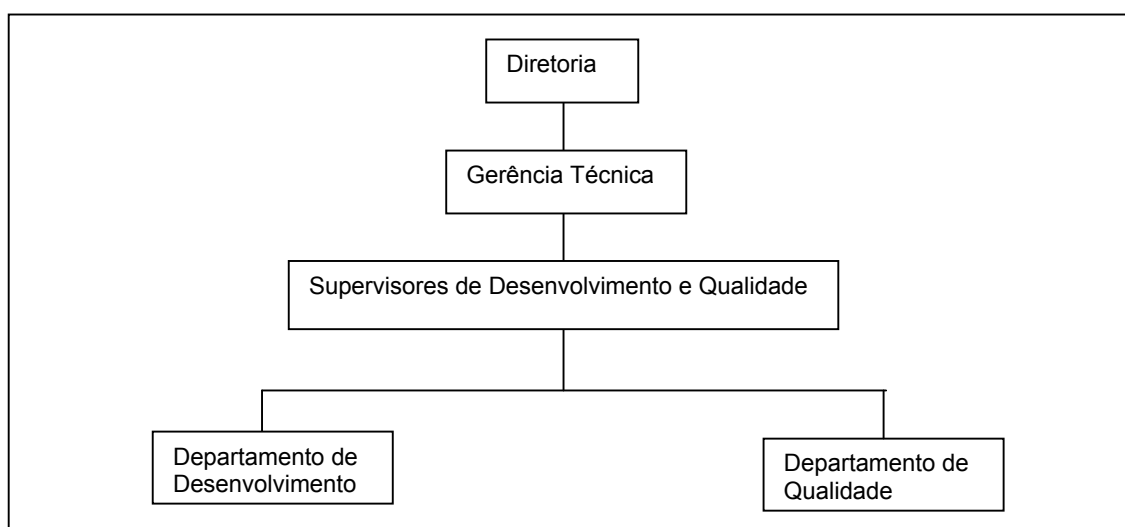 Diretoria
Gerência Técnica
Supervisores de Desenvolvimento e Qualidade
Departamento de
Desenvolvimento
Departamento de
Qualidade